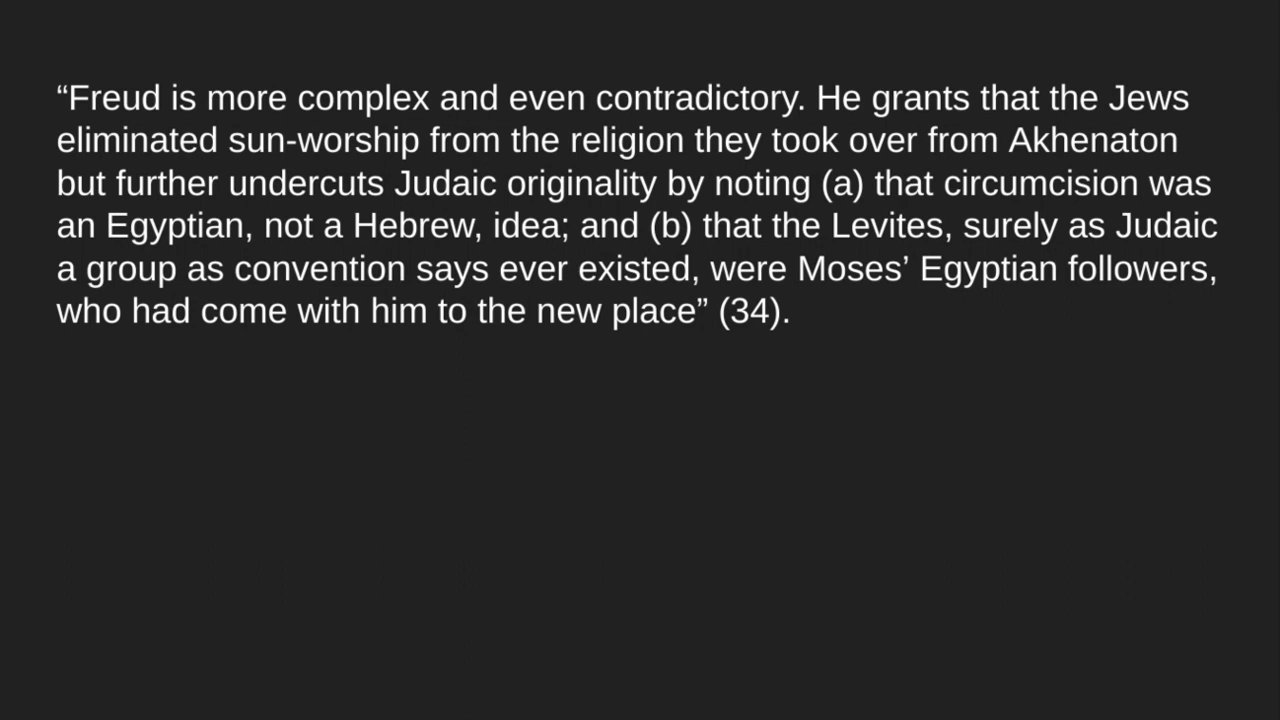 “Freud is more complex and even contradictory. He grants that the Jews
eliminated sun-worship from the religion they took over from Akhenaton
but further undercuts Judaic originality by noting (a) that circumcision was
an Egyptian, not a Hebrew, idea; and (b) that the Levites, surely as Judaic
a group as convention says ever existed, were Moses’ Egyptian followers,
who had come with him to the new place” (34).